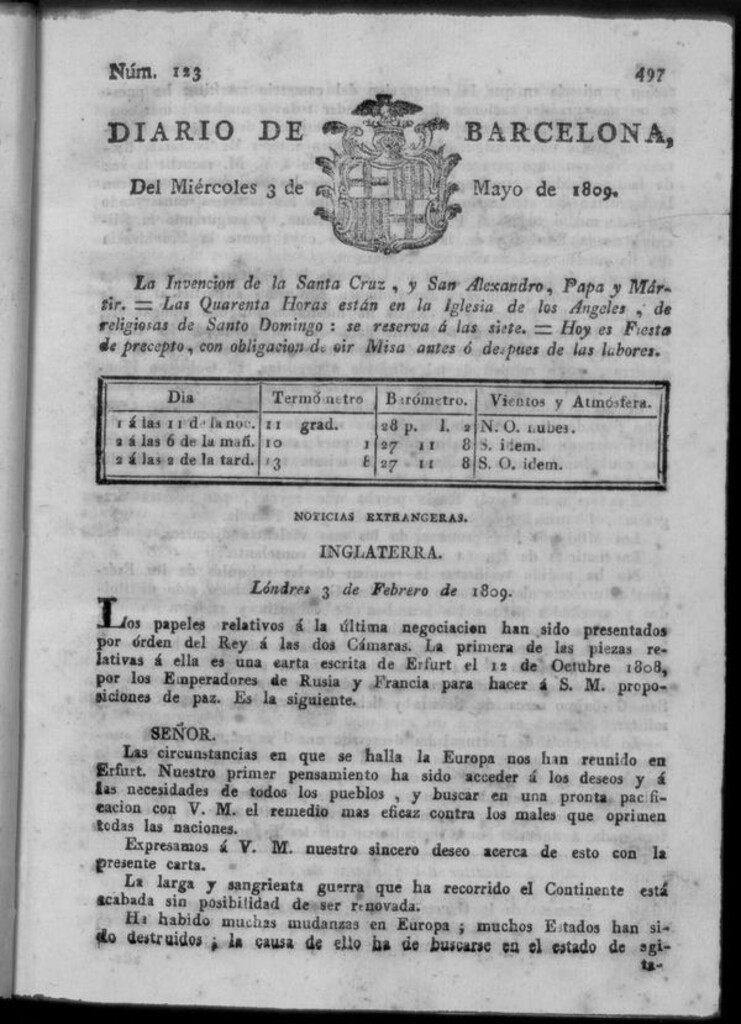 Núm. 123
497
DIARIO DE BARCELONA,
Del Miércoles 3 de Mayo de 1809.
La Invencion de la Santa Cruz, y San Alexandro, Papa y Már-
tir. = Las Quarenta Horas están en la Iglesia de los Angeles, de
religiosas de Santo Domingo : se reserva á las siete. = Hoy es Fiesta
de precepto, con obligacion de oir Misa antes ó despues de las labores.
Dia Termómetro Barómetro. Vientos y Atmósfera.
1 á las 11 de la noc. 11 grad. 28 p. l. 2 N. O. nubes.
2 á las 6 de la mañ. 10 1 27 11 8 S. idem.
2 á las 2 de la tard. 13 8 27 11 8 S. O. idem.
NOTICIAS EXTRANGERAS.
INGLATERRA.
Lóndres 3 de Febrero de 1809.
Los papeles relativos á la última negociacion han sido presentados
por órden del Rey á las dos Cámaras. La primera de las piezas re-
lativas á ella es una carta escrita de Erfurt el 12 de Octubre 1808,
por los Emperadores de Rusia y Francia para hacer á S. M. propo-
siciones de paz. Es la siguiente.
SEÑOR.
Las circunstancias en que se halla la Europa nos han reunido en
Erfurt. Nuestro primer pensamiento ha sido acceder á los deseos y á
las necesidades de todos los pueblos , y buscar en una pronta pacifi-
cacion con V. M. el remedio mas eficaz contra los males que oprimen
todas las naciones.
Expresamos á V. M. nuestro sincero deseo acerca de esto con la
presente carta.
La larga y sangrienta guerra que ha recorrido el Continente está
acabada sin posibilidad de ser renovada.
Ha habido muchas mudanzas en Europa ; muchos Estados han si-
do destruidos ; la causa de ello ha de buscarse en el estado de agi-
ta-